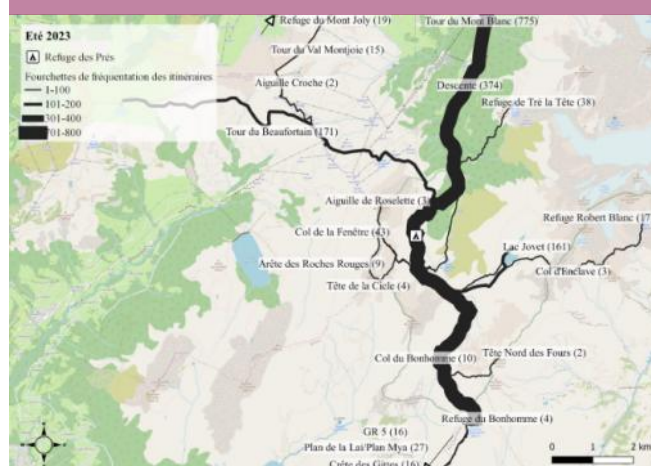 Refuge du Mont Joly (19)
Tour du Mont Blanc (775)
Eté 2023
Refuge des Prés
Fourchettes de fréquentation des itinéraires
1-100
101-200
301-400
701-800
Tour du Val Montjoie (15)
Aiguille Croche (2)
Descente (374)
Refuge de Tré la Tête (38)
Tour du Beaufortain (171)
Aiguille de Roselette (3)
Col de la Fenêtre (43)
Refuge Robert Blanc (17
Lac Jovet (161)
Arête des Roches Rouges (9)
Col d'Enclave (3)
Tête de la Cicle (4)
Col du Bonhomme (10)
Tête Nord des Fours (2)
Refuge du Bonhomme (4)
GR 5 (16)
Plan de la Lai/Plan Mya (27)
Crête des Gittes (16)
0 1 2 km